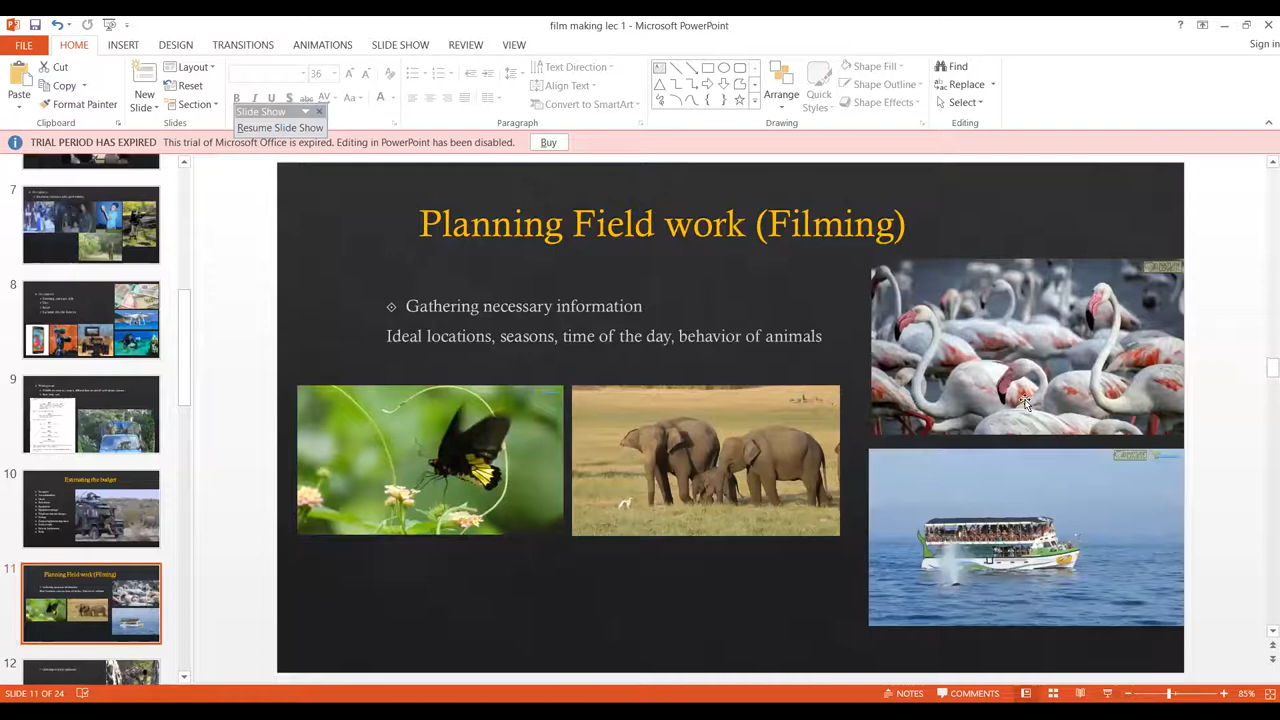 film making lec 1 - Microsoft PowerPoint
Sign in
FILE HOME INSERT DESIGN TRANSITIONS ANIMATIONS SLIDE SHOW REVIEW VIEW
Paste
Cut
Copy
Format Painter
Clipboard
New Slide
Layout
Reset
Section
Slides
36
B I U S abc AV Aa A
Slide Show
Resume Slide Show
Text Direction
Align Text
Convert to SmartArt
Paragraph
Arrange
Quick Styles
Shape Fill
Shape Outline
Shape Effects
Drawing
Find
Replace
Select
Editing
TRIAL PERIOD HAS EXPIRED This trial of Microsoft Office is expired. Editing in PowerPoint has been disabled. Buy
7
8
9
10
Estimating the budget
11
Planning Field work (Filming)
12
Planning Field work (Filming)
Gathering necessary information
Ideal locations, seasons, time of the day, behavior of animals
SLIDE 11 OF 24
NOTES
COMMENTS
85%